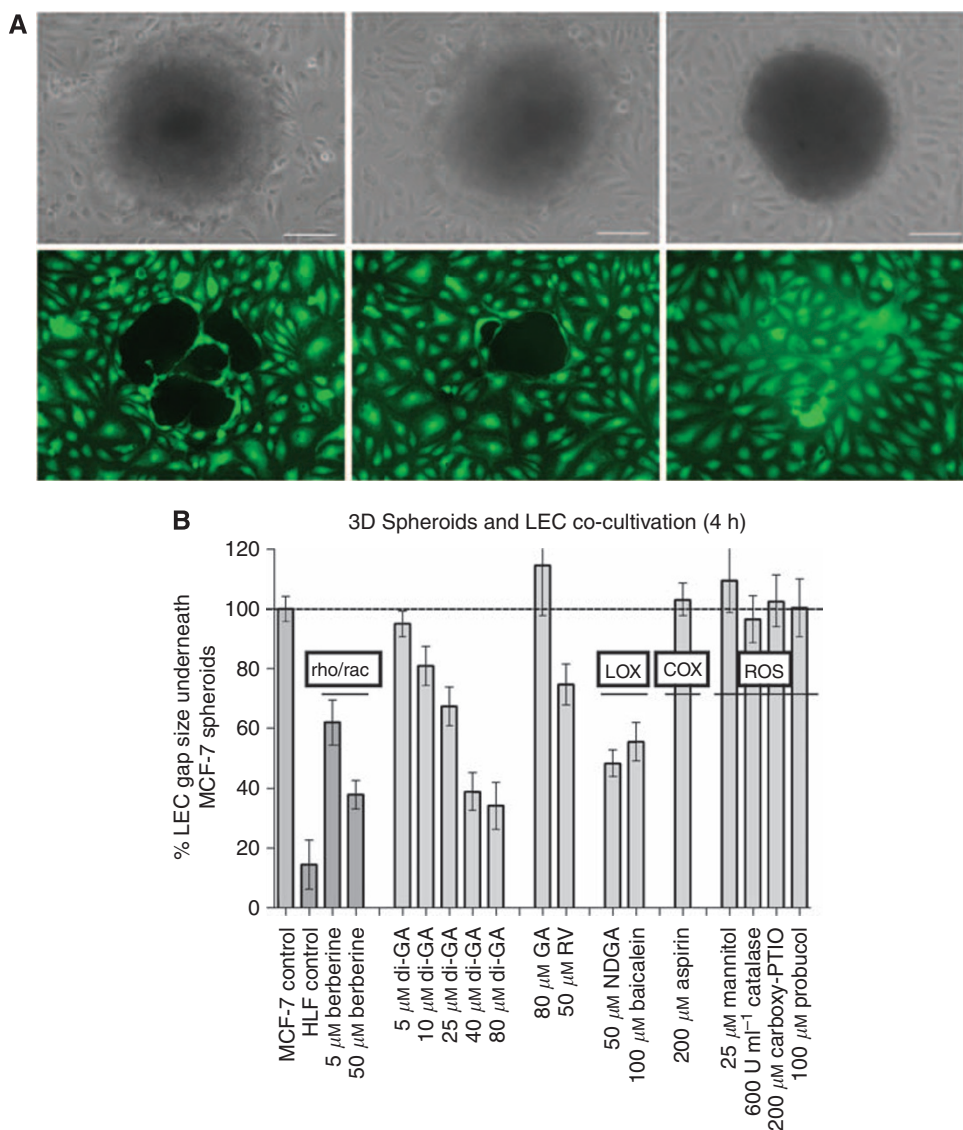 A
B
3D Spheroids and LEC co-cultivation (4 h)
% LEC gap size underneath
MCF-7 spheroids
120
100
80
60
40
20
0
rho/rac
LOX
COX
ROS
MCF-7 control
HLF control
5 μM berberine
50 μM berberine
5 μM di-GA
10 μM di-GA
25 μM di-GA
40 μM di-GA
80 μM di-GA
80 μM GA
50 μM RV
50 μM NDGA
100 μM baicalein
200 μM aspirin
25 μM mannitol
600 U ml⁻¹ catalase
200 μM carboxy-PTIO
100 μM probucol